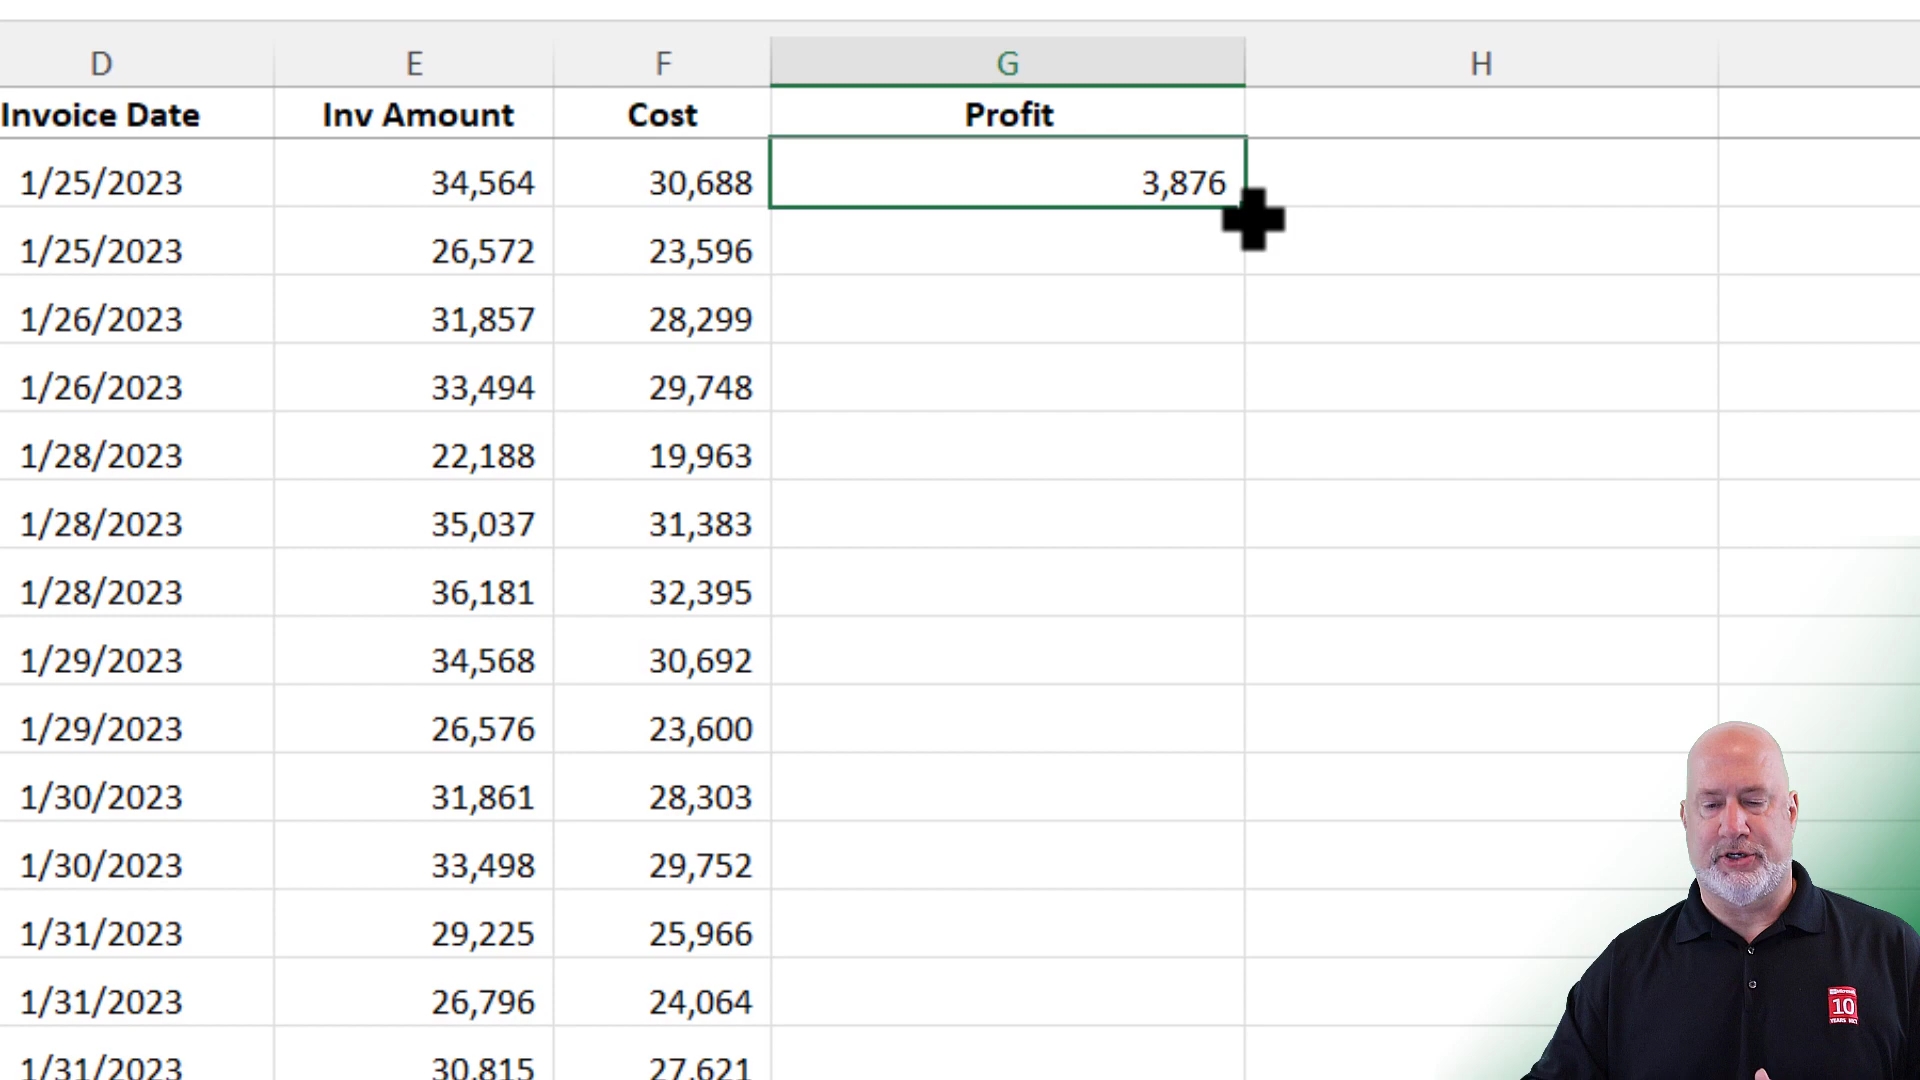 D E F G H
Invoice Date Inv Amount Cost Profit
1/25/2023 34,564 30,688 3,876
1/25/2023 26,572 23,596
1/26/2023 31,857 28,299
1/26/2023 33,494 29,748
1/28/2023 22,188 19,963
1/28/2023 35,037 31,383
1/28/2023 36,181 32,395
1/29/2023 34,568 30,692
1/29/2023 26,576 23,600
1/30/2023 31,861 28,303
1/30/2023 33,498 29,752
1/31/2023 29,225 25,966
1/31/2023 26,796 24,064
1/31/2023 30,815 27,621
10